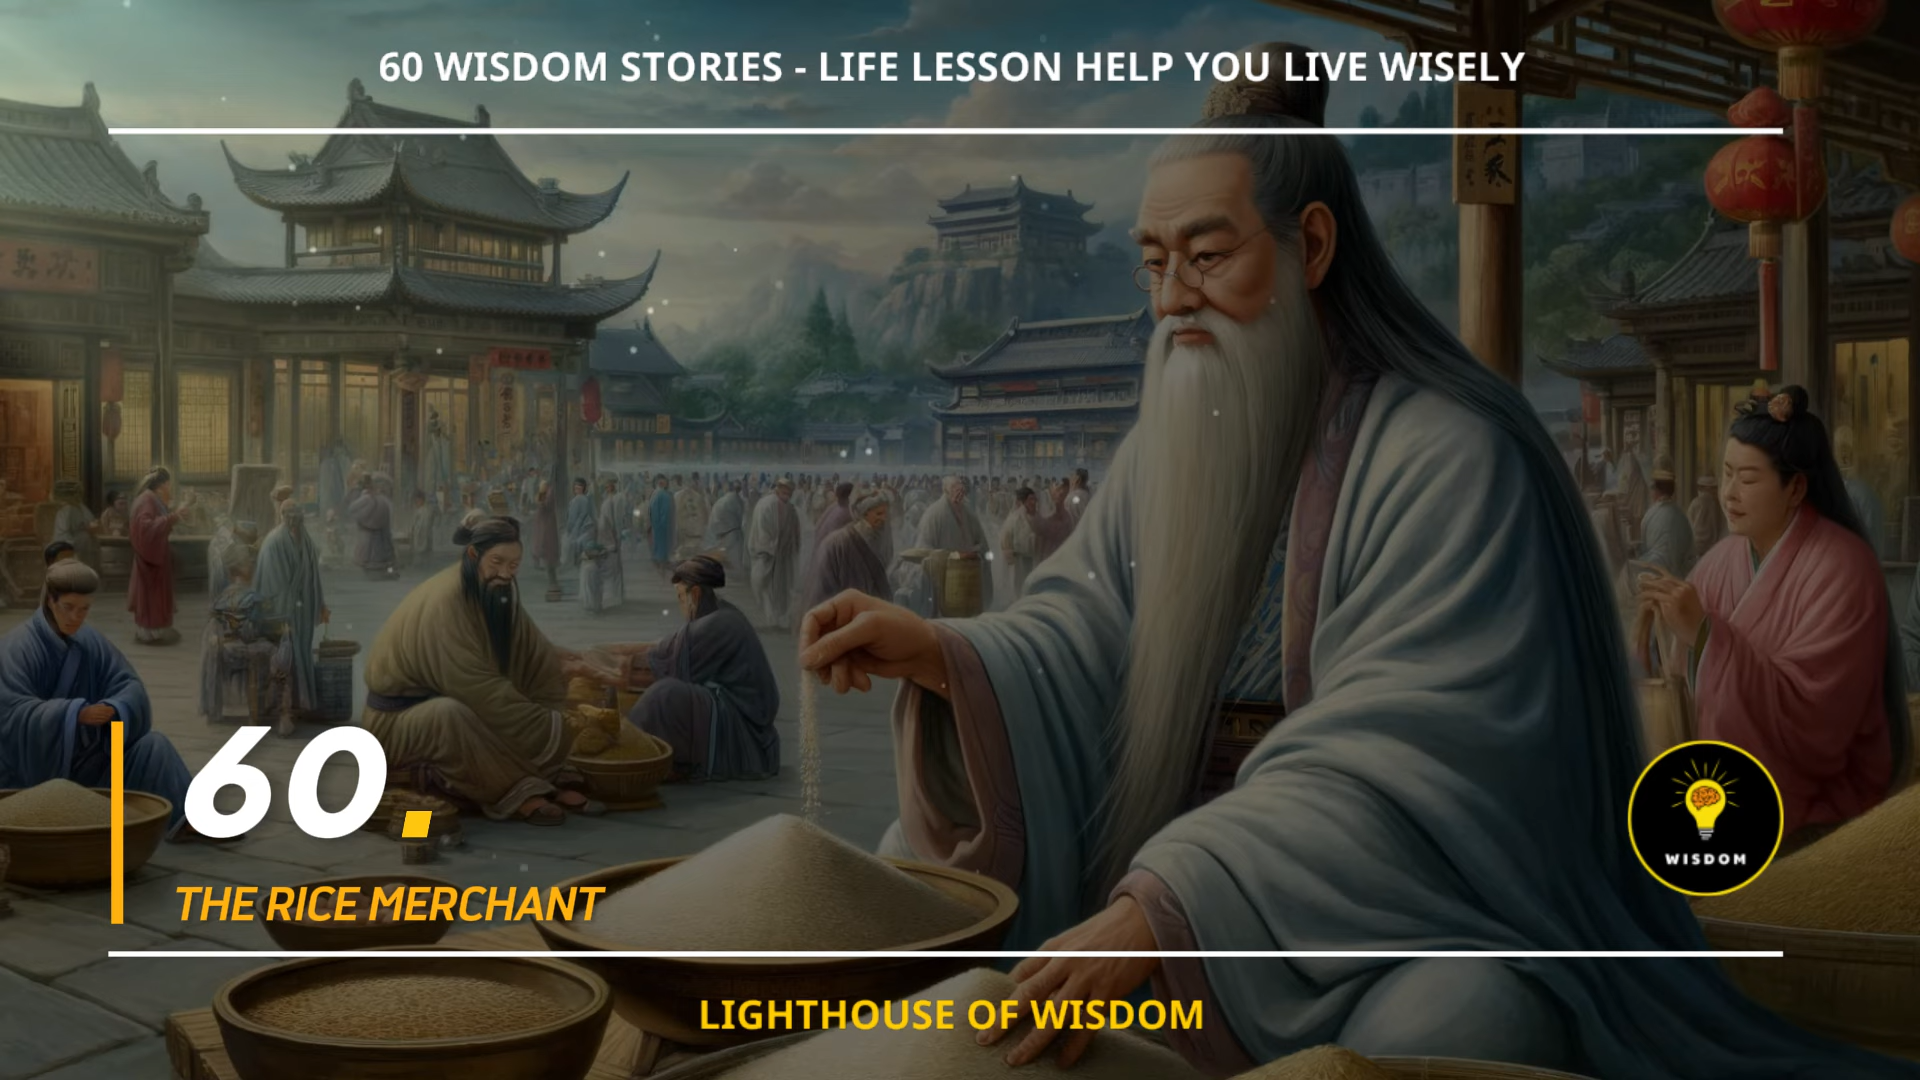 60 WISDOM STORIES - LIFE LESSON HELP YOU LIVE WISELY
60.
THE RICE MERCHANT
WISDOM
LIGHTHOUSE OF WISDOM